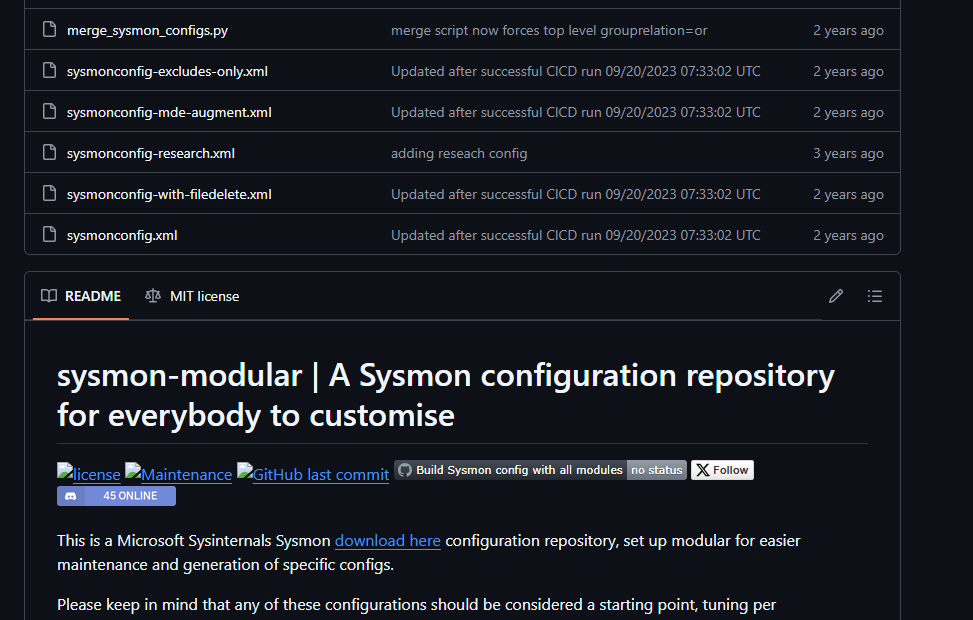 merge_sysmon_configs.py merge script now forces top level grouprelation=or 2 years ago
sysmonconfig-excludes-only.xml Updated after successful CICD run 09/20/2023 07:33:02 UTC 2 years ago
sysmonconfig-mde-augment.xml Updated after successful CICD run 09/20/2023 07:33:02 UTC 2 years ago
sysmonconfig-research.xml adding reseach config 3 years ago
sysmonconfig-with-filedelete.xml Updated after successful CICD run 09/20/2023 07:33:02 UTC 2 years ago
sysmonconfig.xml Updated after successful CICD run 09/20/2023 07:33:02 UTC 2 years ago
README MIT license
sysmon-modular | A Sysmon configuration repository
for everybody to customise
license Maintenance GitHub last commit Build Sysmon config with all modules no status X Follow
45 ONLINE
This is a Microsoft Sysinternals Sysmon download here configuration repository, set up modular for easier
maintenance and generation of specific configs.
Please keep in mind that any of these configurations should be considered a starting point, tuning per